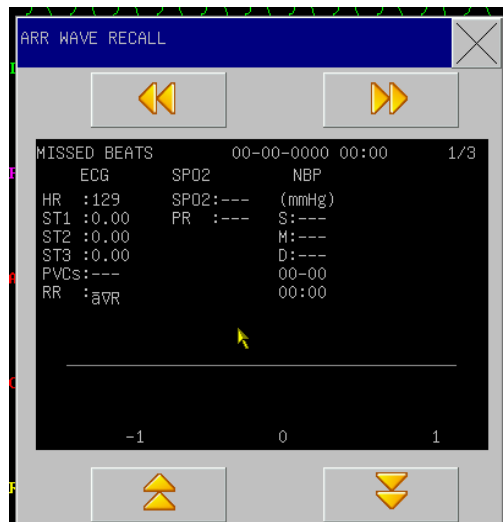 ARR WAVE RECALL
MISSED BEATS 00-00-0000 00:00 1/3
ECG SPO2 NBP
HR :129 SPO2:--- (mmHg)
ST1 :0.00 PR :--- S:---
ST2 :0.00 M:---
ST3 :0.00 D:---
PVCs:--- 00-00
RR : 00:00
-1 0 1